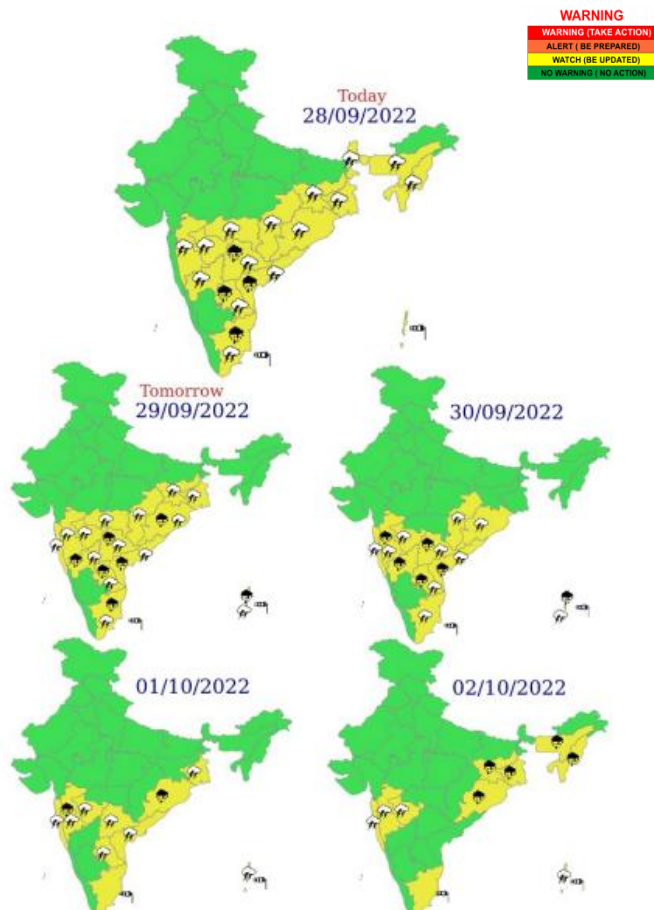 WARNING
WARNING (TAKE ACTION)
ALERT ( BE PREPARED)
WATCH (BE UPDATED)
NO WARNING ( NO ACTION)
Today
28/09/2022
Tomorrow
29/09/2022
30/09/2022
01/10/2022
02/10/2022